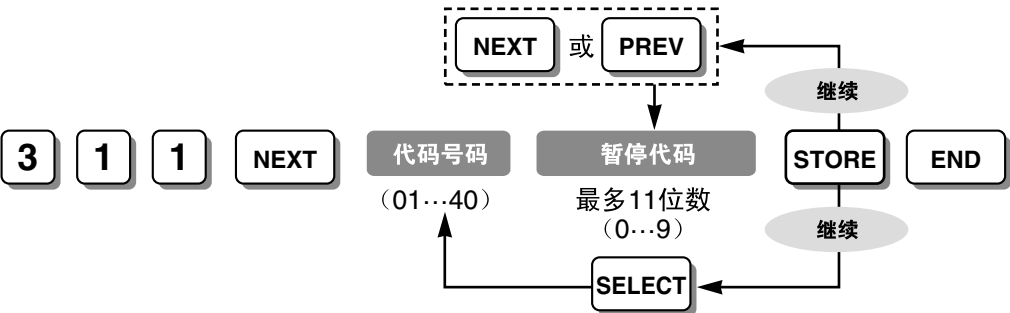 NEXT 或 PREV
继续
3 1 1 NEXT 代码号码 暂停代码 STORE END
(01···40) 最多11位数
(0···9)
继续
SELECT